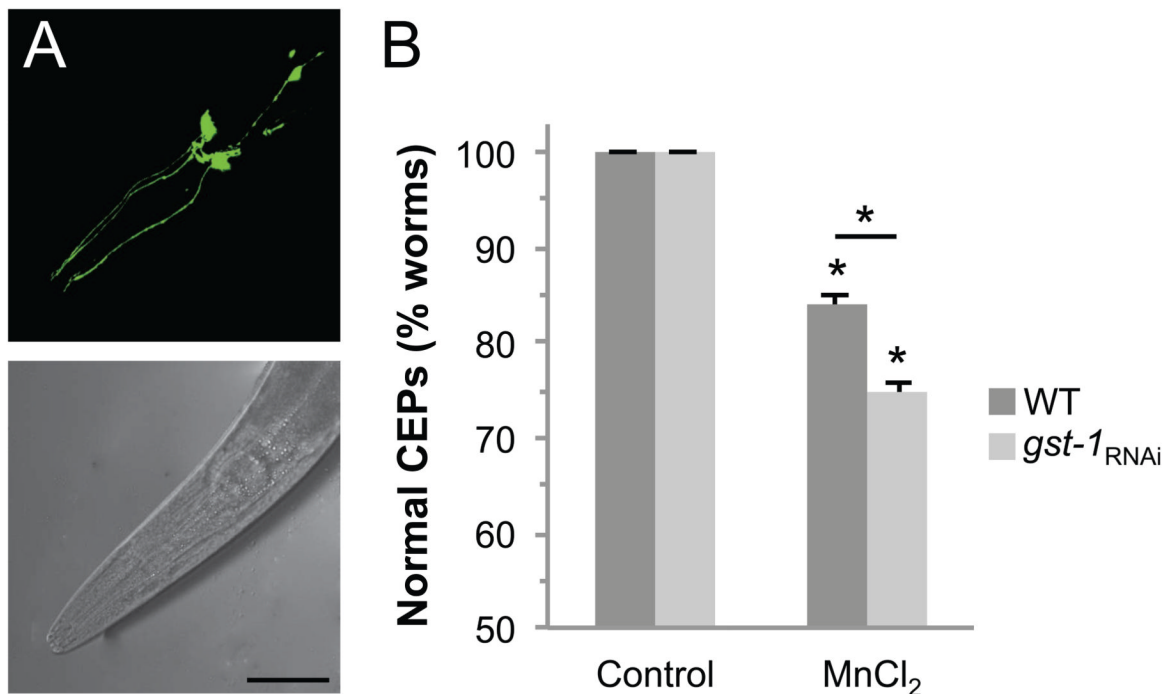 A
B
Normal CEPs (% worms)
100
90
80
70
60
50
*
*
*
Control
MnCl₂
WT
gst-1RNAi